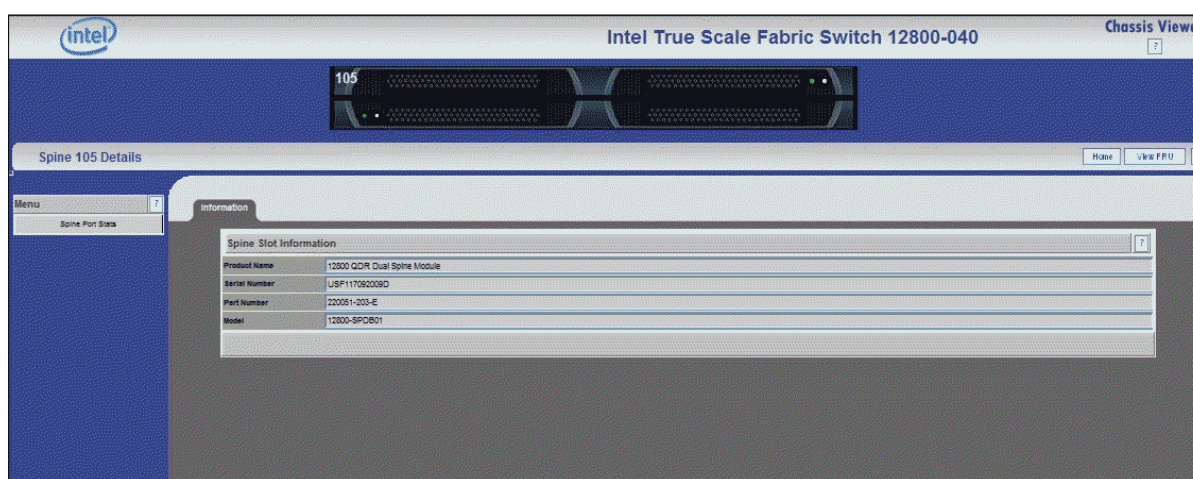 intel
Intel True Scale Fabric Switch 12800-040
Chassis Viewe
?
105
Spine 105 Details
Home
View FRU
Menu
?
Spine Port Stats
Information
Spine Slot Information
?
Product Name 12800 QDR Dual Spine Module
Serial Number USF117092009D
Part Number 220051-203-E
Model 12800-SPDB01